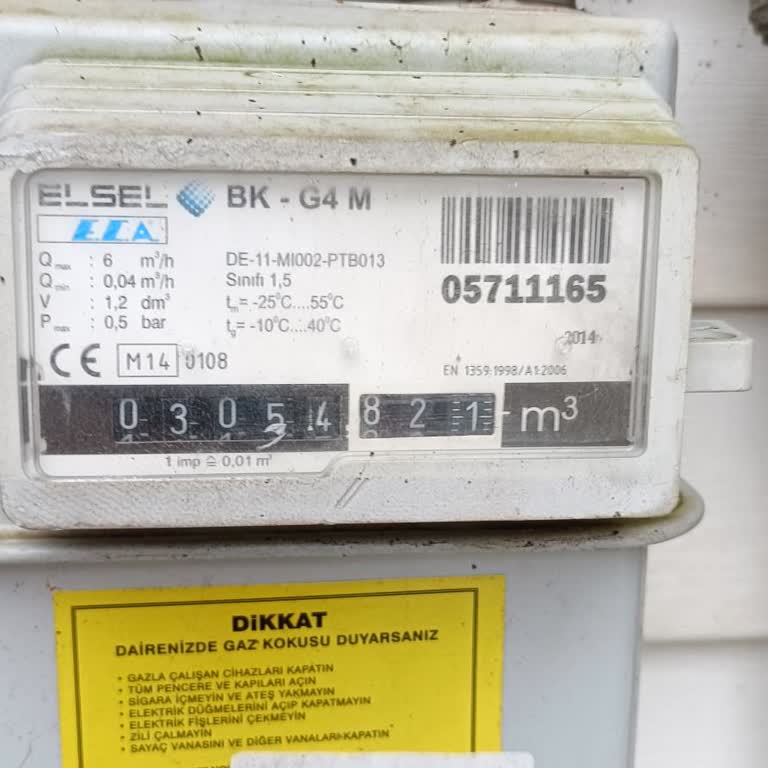 ELSEL BK - G4 M
E.C.A.
Qmax : 6 m³/h
Qmin : 0,04 m³/h
V : 1,2 dm³
Pmax : 0,5 bar
DE-11-MI002-PTB013
Sınıfı 1,5
tm= -25°C....55°C
tg= -10°C....40°C
05711165
2014
CE M14 0108
EN 1359:1998/A1:2006
0 3 0 5 4 8 2 1 m³
1 imp ≙ 0,01 m³
DİKKAT
DAİRENİZDE GAZ KOKUSU DUYARSANIZ
• GAZLA ÇALIŞAN CİHAZLARI KAPATIN
• TÜM PENCERE VE KAPILARI AÇIN
• SİGARA İÇMEYİN VE ATEŞ YAKMAYIN
• ELEKTRİK DÜĞMELERİNİ AÇIP KAPATMAYIN
• ELEKTRİK FİŞLERİNİ ÇEKMEYİN
• ZİLİ ÇALMAYIN
• SAYAÇ VANASINI VE DİĞER VANALARI KAPATIN